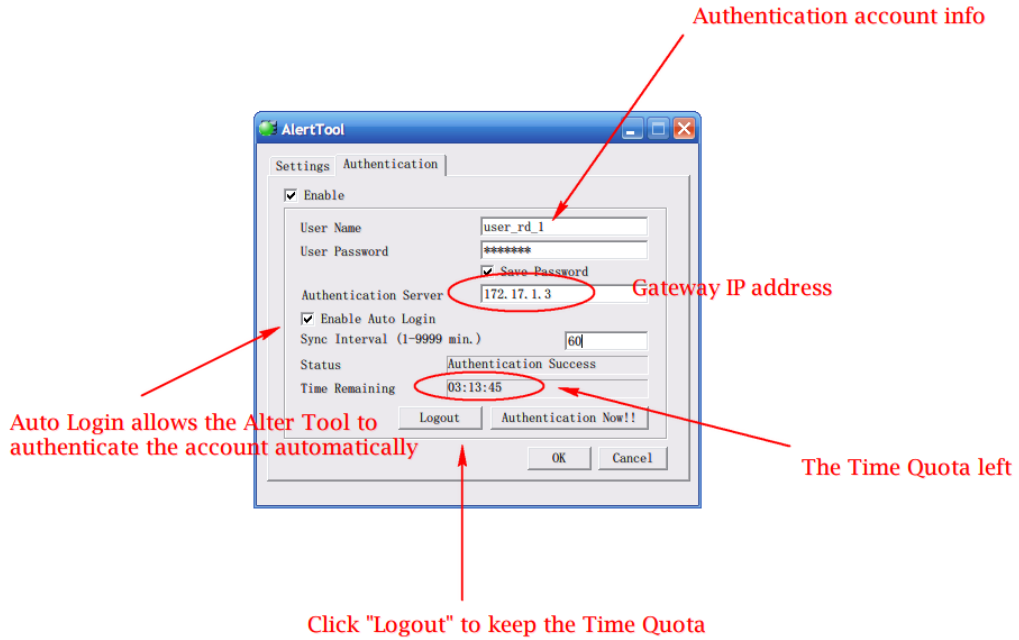 Authentication account info
AlertTool
Settings Authentication
Enable
User Name user_rd_1
User Password *******
Save Password
Authentication Server 172.17.1.3
Gateway IP address
Enable Auto Login
Sync Interval (1-9999 min.) 60
Status Authentication Success
Time Remaining 03:13:45
Logout Authentication Now!!
Auto Login allows the Alter Tool to
authenticate the account automatically
OK Cancel
The Time Quota left
Click "Logout" to keep the Time Quota